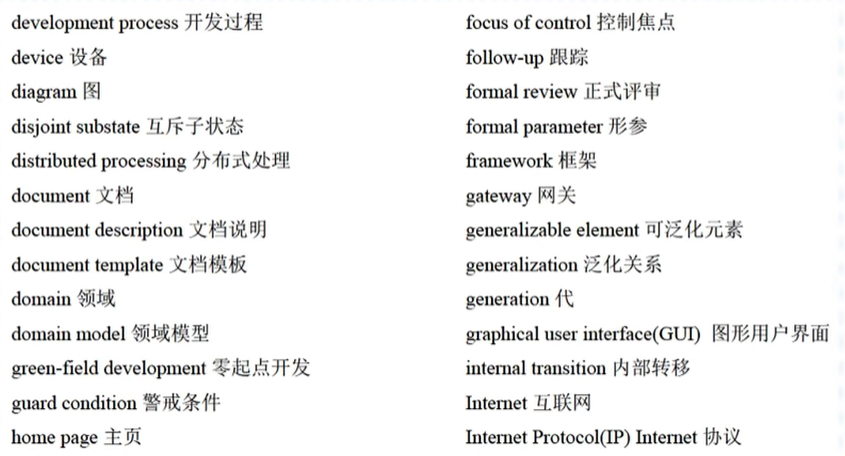 development process 开发过程
device 设备
diagram 图
disjoint substate 互斥子状态
distributed processing 分布式处理
document 文档
document description 文档说明
document template 文档模板
domain 领域
domain model 领域模型
green-field development 零起点开发
guard condition 警戒条件
home page 主页
focus of control 控制焦点
follow-up 跟踪
formal review 正式评审
formal parameter 形参
framework 框架
gateway 网关
generalizable element 可泛化元素
generalization 泛化关系
generation 代
graphical user interface(GUI) 图形用户界面
internal transition 内部转移
Internet 互联网
Internet Protocol(IP) Internet 协议